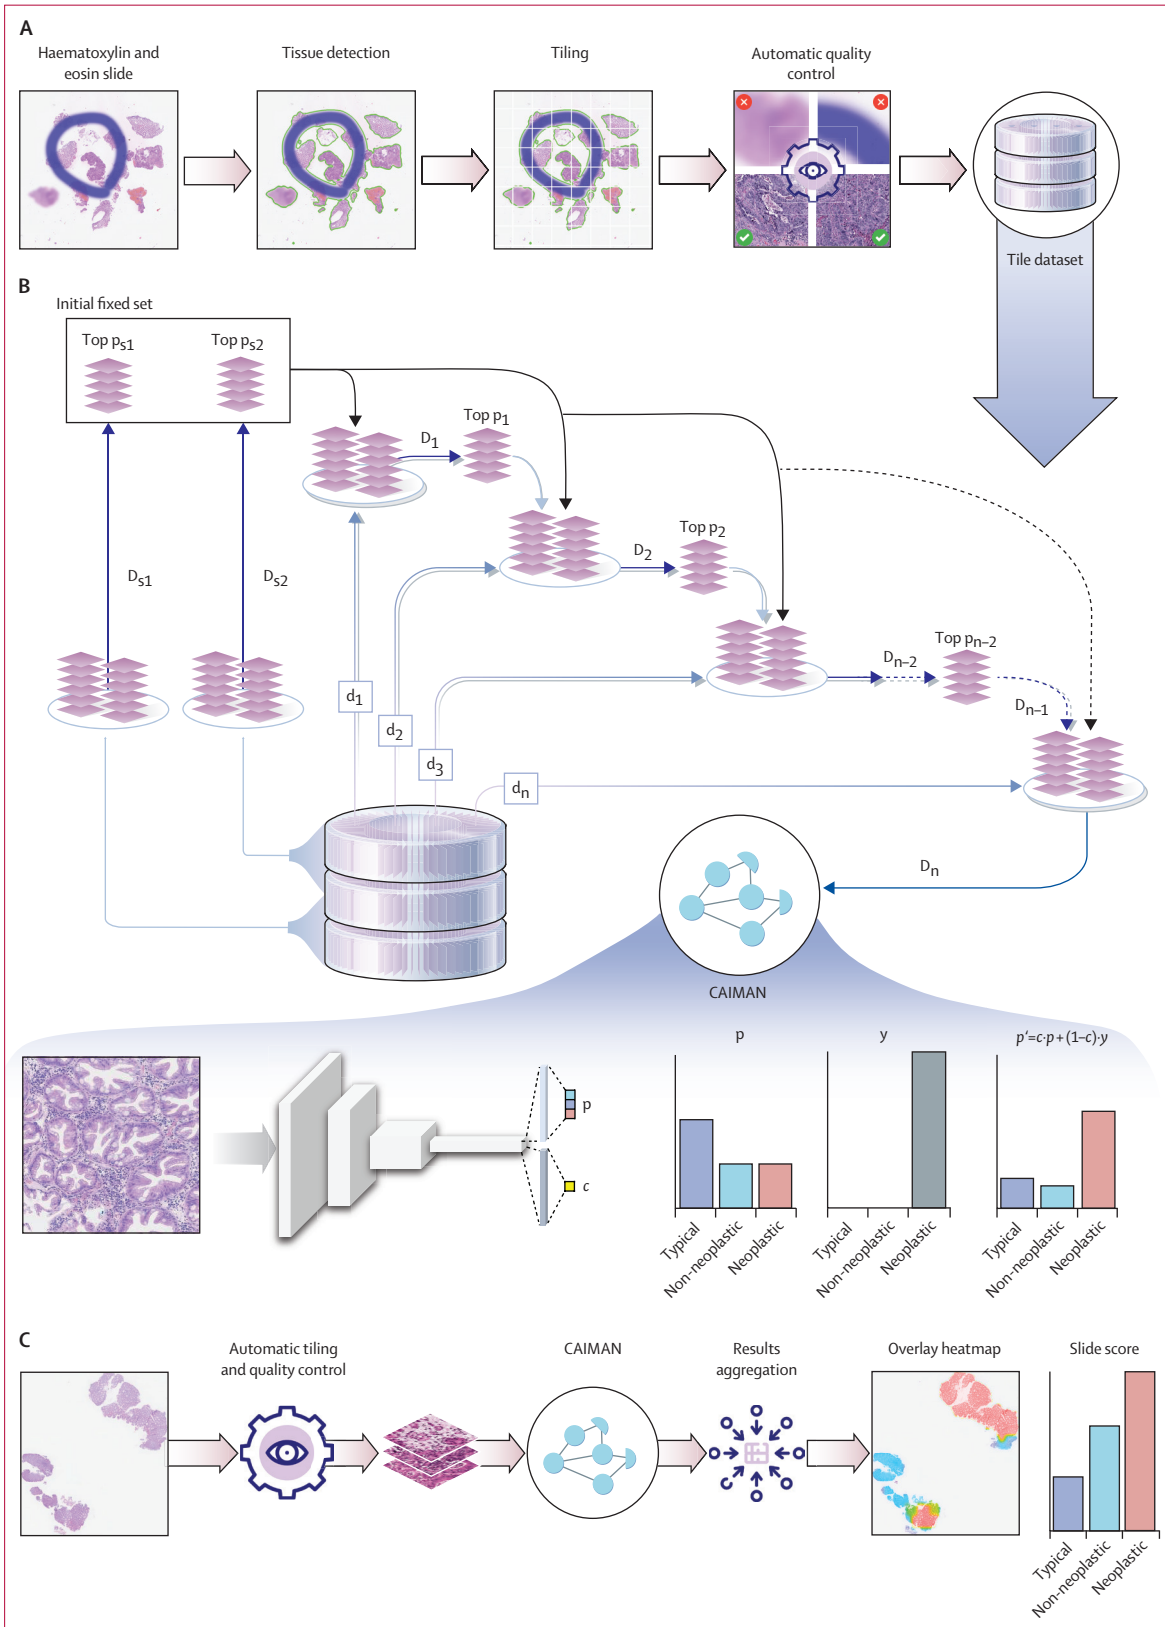 A
Haematoxylin and
eosin slide
Tissue detection
Tiling
Automatic quality
control
Tile dataset
B
Initial fixed set
Top ps1
Top ps2
D1
Top p1
D2
Top p2
Ds1
Ds2
Dn–2
Top pn–2
Dn–1
d1
d2
d3
dn
Dn
CAIMAN
p
c
p
Typical
Non-neoplastic
Neoplastic
y
Typical
Non-neoplastic
Neoplastic
p'=c·p + (1–c)·y
Typical
Non-neoplastic
Neoplastic
C
Automatic tiling
and quality control
CAIMAN
Results
aggregation
Overlay heatmap
Slide score
Typical
Non-neoplastic
Neoplastic